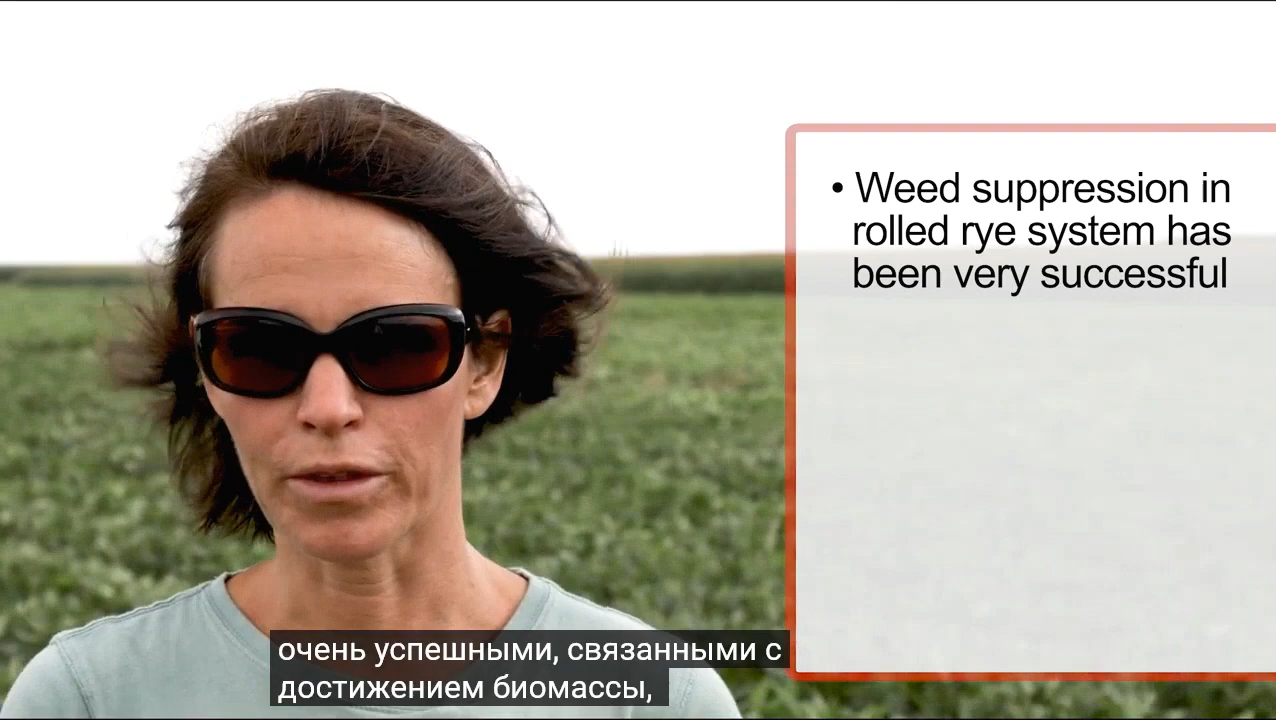 • Weed suppression in
rolled rye system has
been very successful
очень успешными, связанными с
достижением биомассы,